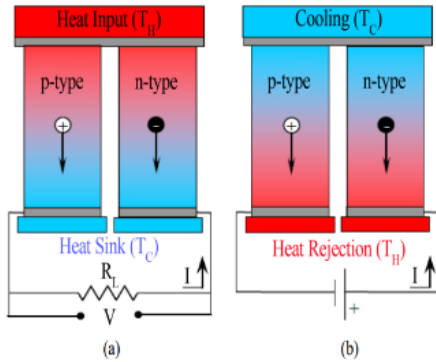 Heat Input (T_H)
p-type
n-type
+
-
Heat Sink (T_C)
R_L
I
V
(a)
Cooling (T_C)
p-type
n-type
+
-
Heat Rejection (T_H)
I
+
(b)